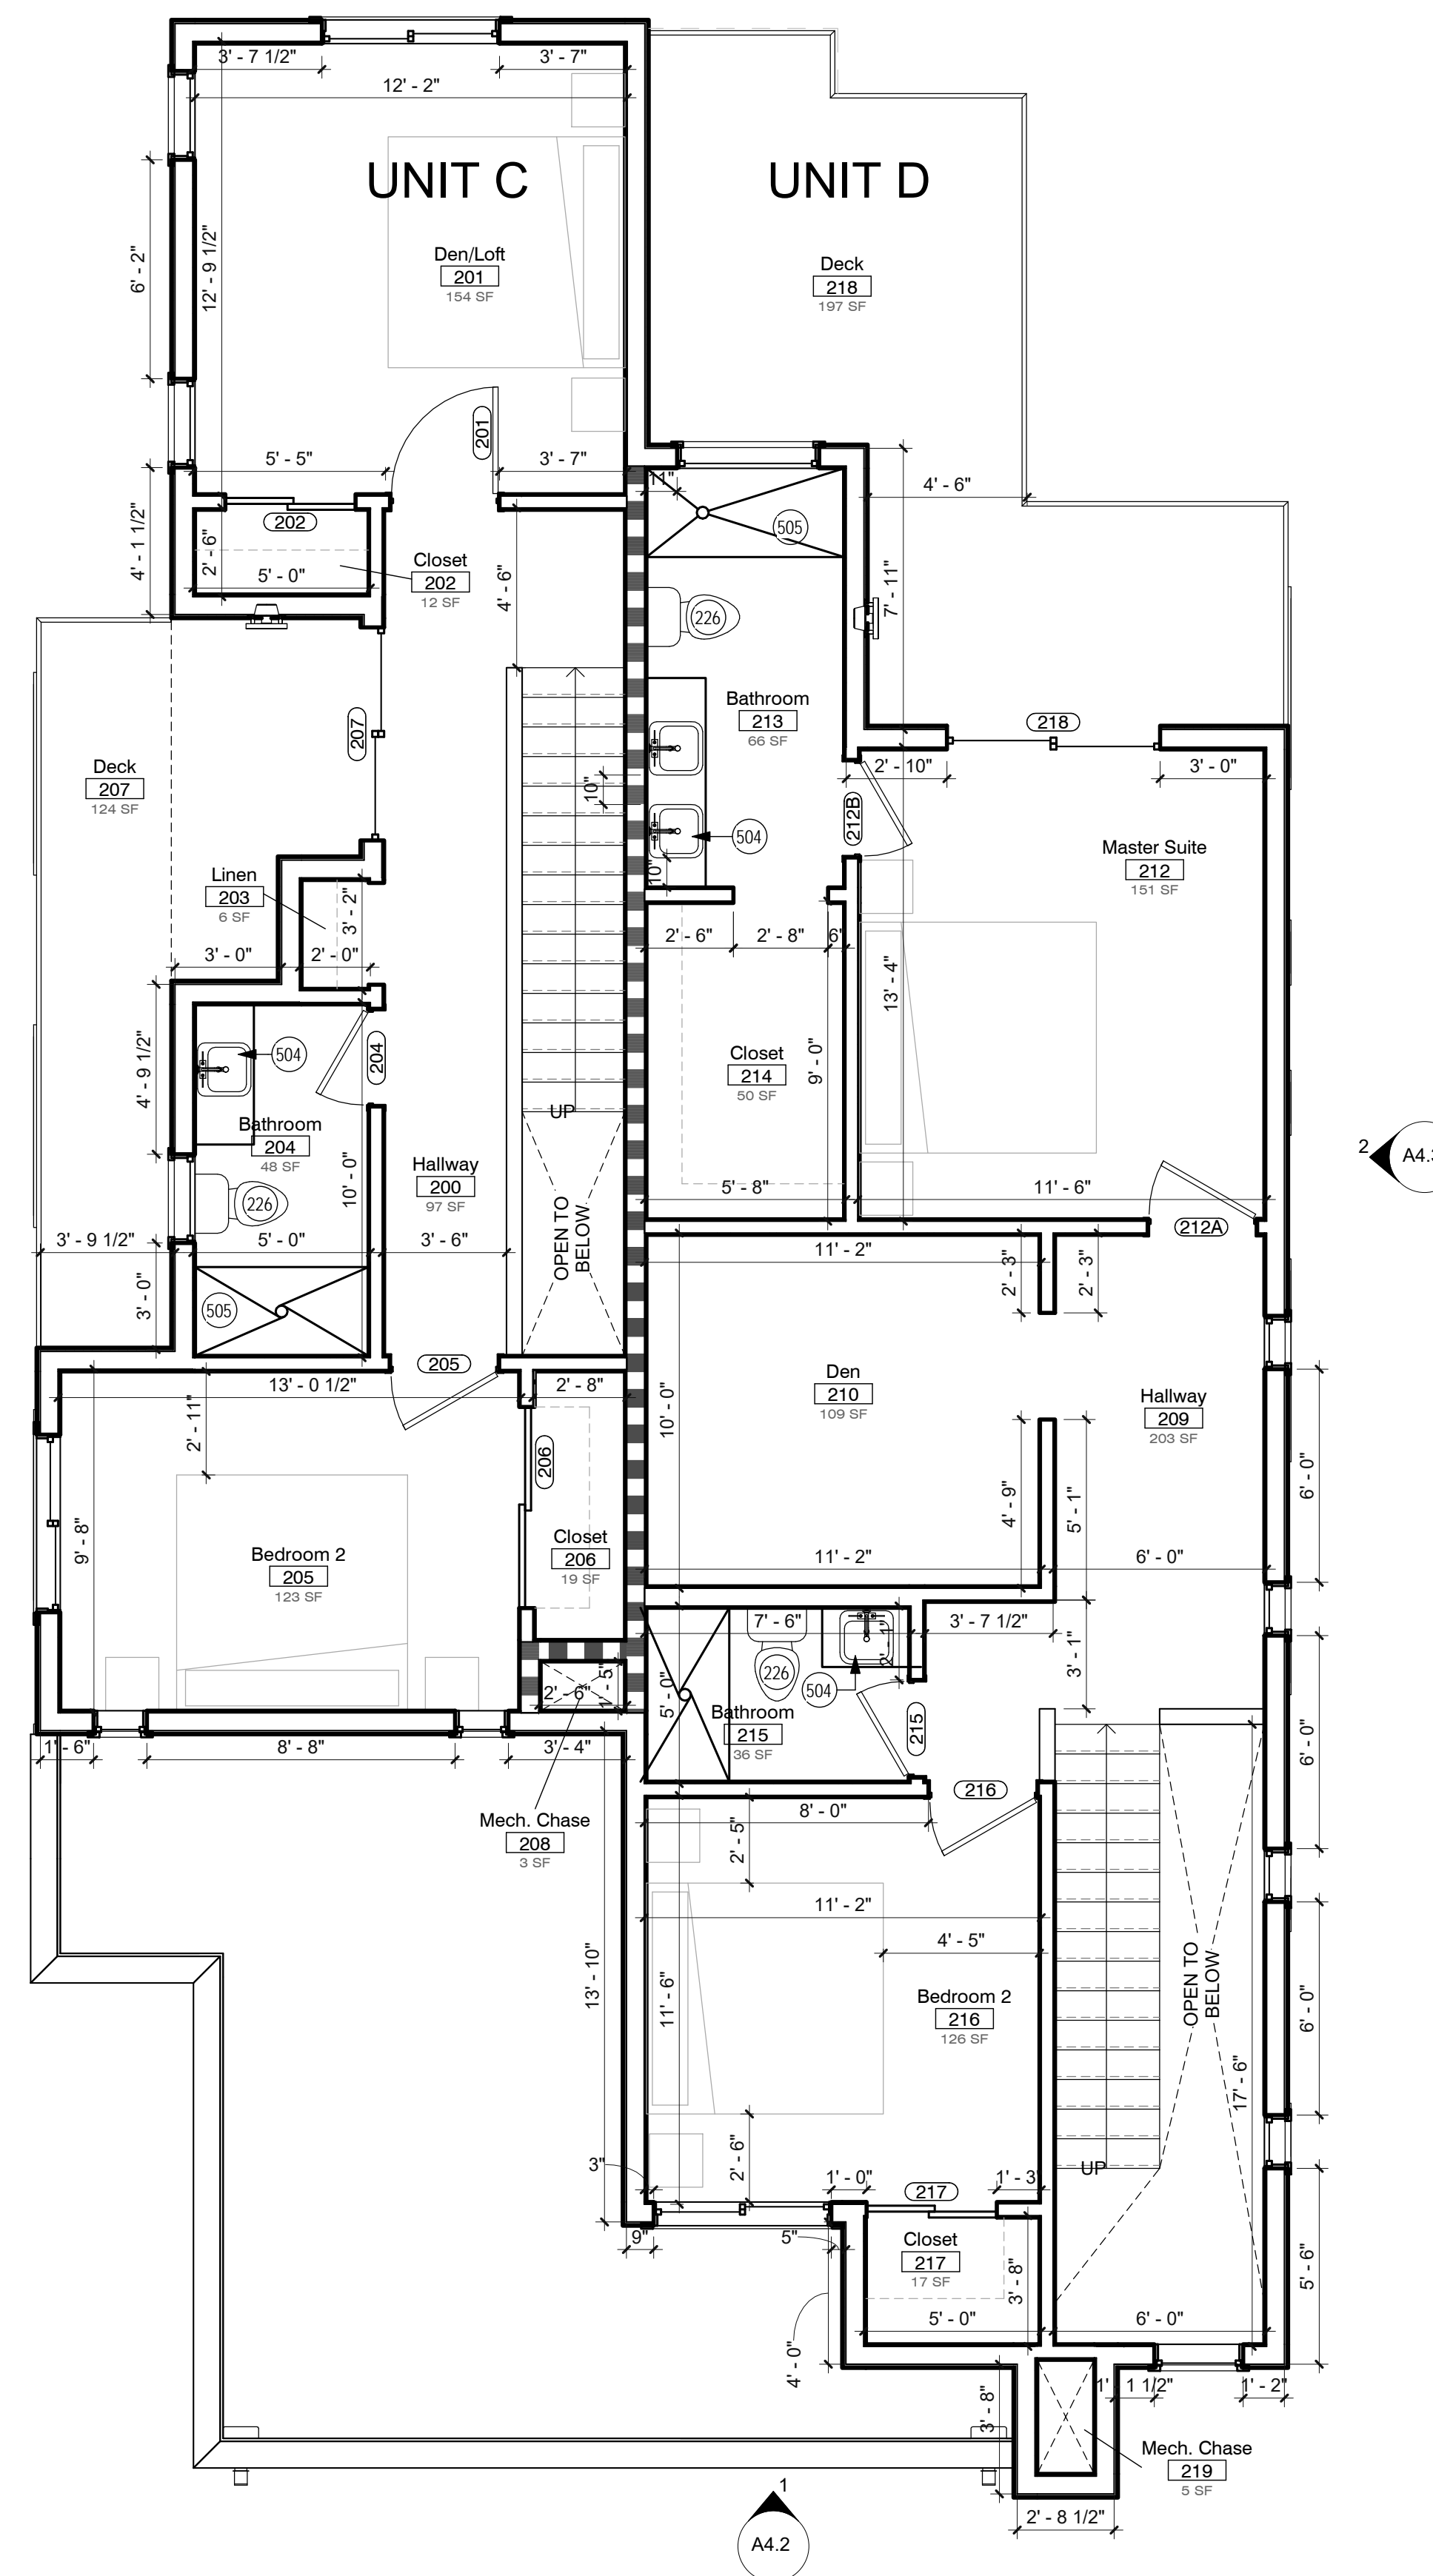 3' - 7 1/2"
3' - 7"
12' - 2"
UNIT C
UNIT D
6' - 2"
12' - 9 1/2"
Den/Loft
201
154 SF
Deck
218
197 SF
201
5' - 5"
3' - 7"
11"
4' - 6"
202
505
4' - 1 1/2"
2' - 6"
5' - 0"
Closet
202
12 SF
4' - 6"
7' - 11"
226
Bathroom
213
66 SF
207
218
Deck
207
124 SF
10"
2' - 10"
3' - 0"
212B
504
10"
Master Suite
212
151 SF
Linen
203
6 SF
3' - 2"
3' - 0"
2' - 0"
2' - 6"
2' - 8"
6"
13' - 4"
4' - 9 1/2"
504
204
Closet
214
50 SF
9' - 0"
UP
Bathroom
204
48 SF
10' - 0"
Hallway
200
97 SF
2
A4.3
226
5' - 8"
11' - 6"
OPEN TO
BELOW
212A
3' - 9 1/2"
5' - 0"
3' - 6"
11' - 2"
2' - 3"
2' - 3"
3' - 0"
505
205
13' - 0 1/2"
2' - 8"
Den
210
109 SF
10' - 0"
Hallway
209
203 SF
2' - 11"
206
4' - 9"
5' - 1"
6' - 0"
9' - 8"
Bedroom 2
205
123 SF
Closet
206
19 SF
11' - 2"
6' - 0"
7' - 6"
3' - 7 1/2"
2' - 1"
3' - 1"
226
504
2' - 6"
1' - 5"
5' - 0"
Bathroom
215
36 SF
215
1' - 6"
8' - 8"
3' - 4"
6' - 0"
216
Mech. Chase
208
3 SF
8' - 0"
2' - 5"
11' - 2"
4' - 5"
13' - 10"
11' - 6"
Bedroom 2
216
126 SF
OPEN TO
BELOW
6' - 0"
17' - 6"
UP
3"
2' - 6"
1' - 0"
217
1' - 3"
9"
5"
Closet
217
17 SF
3' - 8"
5' - 6"
5' - 0"
6' - 0"
4' - 0"
1' - 1 1/2"
1' - 2"
3' - 8"
Mech. Chase
219
5 SF
1
2' - 8 1/2"
A4.2